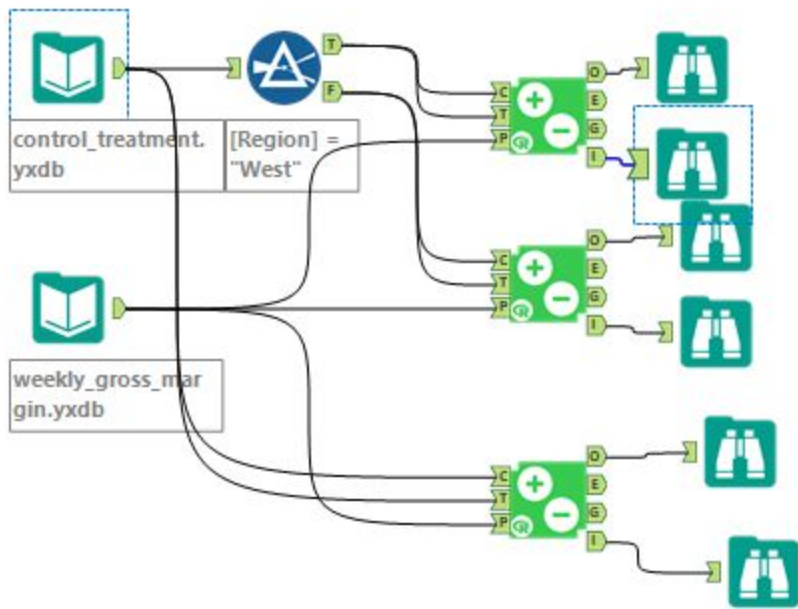 T
F
control_treatment.
yxdb
[Region] =
"West"
C
T
P
R
O
E
G
I
weekly_gross_mar
gin.yxdb
C
T
P
R
O
E
G
I
C
T
P
R
O
E
G
I